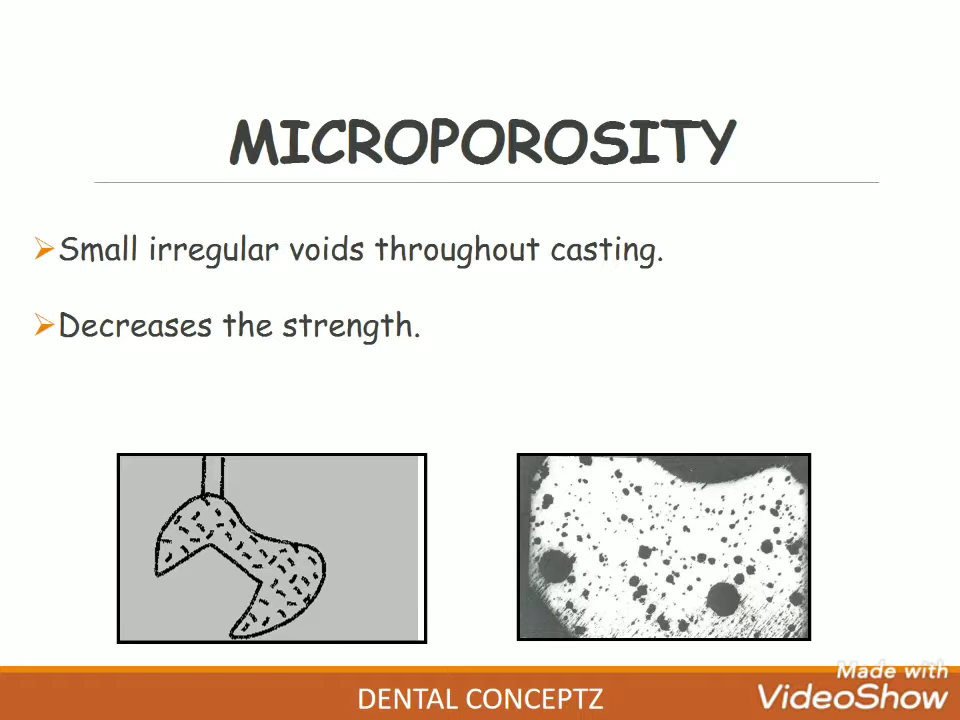 MICROPOROSITY
Small irregular voids throughout casting.
Decreases the strength.
DENTAL CONCEPTZ
Made with
VideoShow